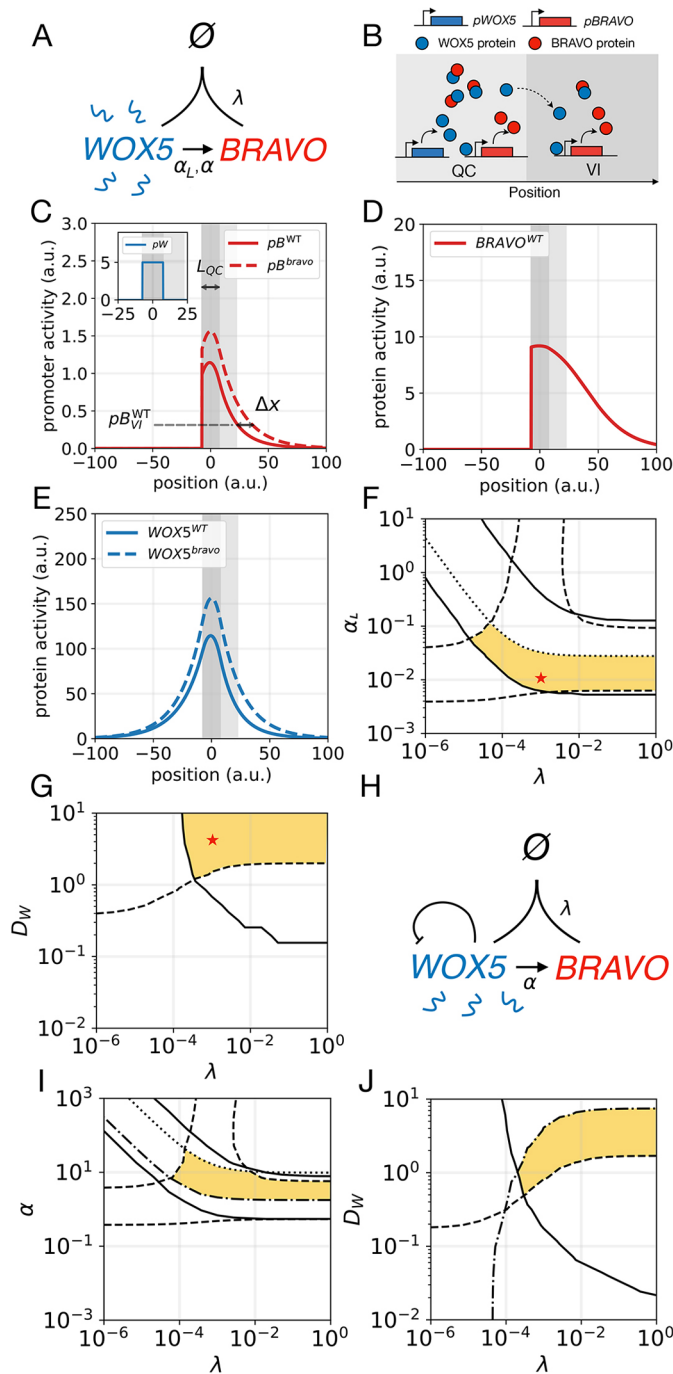 A
Ø
λ
WOX5
BRAVO
α_L, α
B
pWOX5
pBRAVO
WOX5 protein
BRAVO protein
QC
VI
Position
C
promoter activity (a.u.)
3.0
2.5
2.0
1.5
1.0
0.5
0.0
pW
5
0
−25
0
25
L_QC
pB^WT
pB^bravo
pB_VI^WT
Δx
−100
−50
0
50
100
position (a.u.)
D
protein activity (a.u.)
20
15
10
5
0
BRAVO^WT
−100
−50
0
50
100
position (a.u.)
E
protein activity (a.u.)
250
200
150
100
50
0
WOX5^WT
WOX5^bravo
−100
−50
0
50
100
position (a.u.)
F
α_L
10^1
10^0
10^−1
10^−2
10^−3
10^−6
10^−4
10^−2
10^0
λ
G
D_W
10^1
10^0
10^−1
10^−2
10^−6
10^−4
10^−2
10^0
λ
H
Ø
λ
WOX5
BRAVO
α
I
α
10^3
10^1
10^−1
10^−3
10^−6
10^−4
10^−2
10^0
λ
J
D_W
10^1
10^0
10^−1
10^−2
10^−6
10^−4
10^−2
10^0
λ